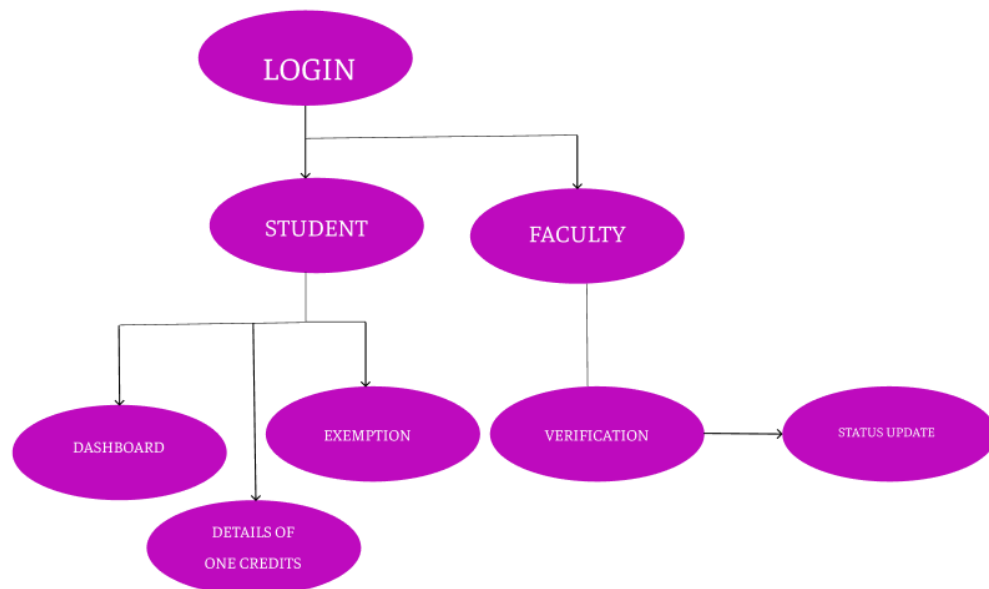 LOGIN
STUDENT
FACULTY
DASHBOARD
EXEMPTION
VERIFICATION
STATUS UPDATE
DETAILS OF
ONE CREDITS